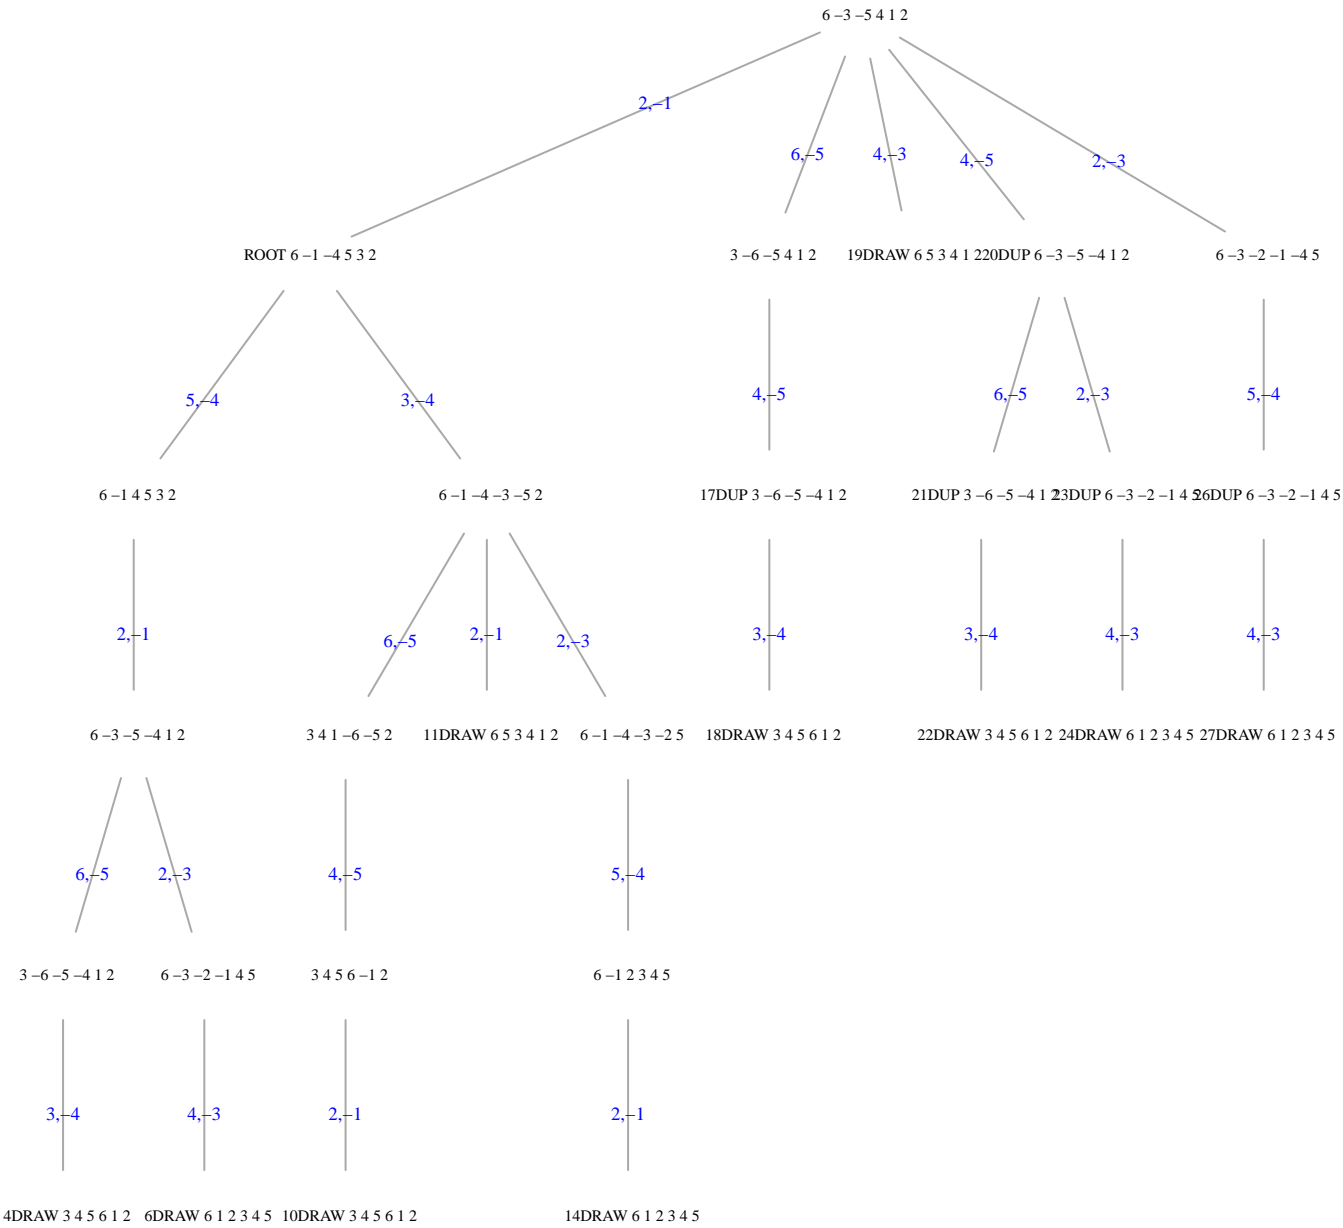 6 –3 –5 4 1 2
2,–1
6,–5
4,–3
4,–5
2,–3
ROOT 6 –1 –4 5 3 2
3 –6 –5 4 1 2
19DRAW 6 5 3 4 1 2
20DUP 6 –3 –5 –4 1 2
6 –3 –2 –1 –4 5
5,–4
3,–4
4,–5
6,–5
2,–3
5,–4
6 –1 4 5 3 2
6 –1 –4 –3 –5 2
17DUP 3 –6 –5 –4 1 2
21DUP 3 –6 –5 –4 1 2
23DUP 6 –3 –2 –1 4 5
26DUP 6 –3 –2 –1 4 5
2,–1
6,–5
2,–1
2,–3
3,–4
3,–4
4,–3
4,–3
6 –3 –5 –4 1 2
3 4 1 –6 –5 2
11DRAW 6 5 3 4 1 2
6 –1 –4 –3 –2 5
18DRAW 3 4 5 6 1 2
22DRAW 3 4 5 6 1 2
24DRAW 6 1 2 3 4 5
27DRAW 6 1 2 3 4 5
6,–5
2,–3
4,–5
5,–4
3 –6 –5 –4 1 2
6 –3 –2 –1 4 5
3 4 5 6 –1 2
6 –1 2 3 4 5
3,–4
4,–3
2,–1
2,–1
4DRAW 3 4 5 6 1 2
6DRAW 6 1 2 3 4 5
10DRAW 3 4 5 6 1 2
14DRAW 6 1 2 3 4 5